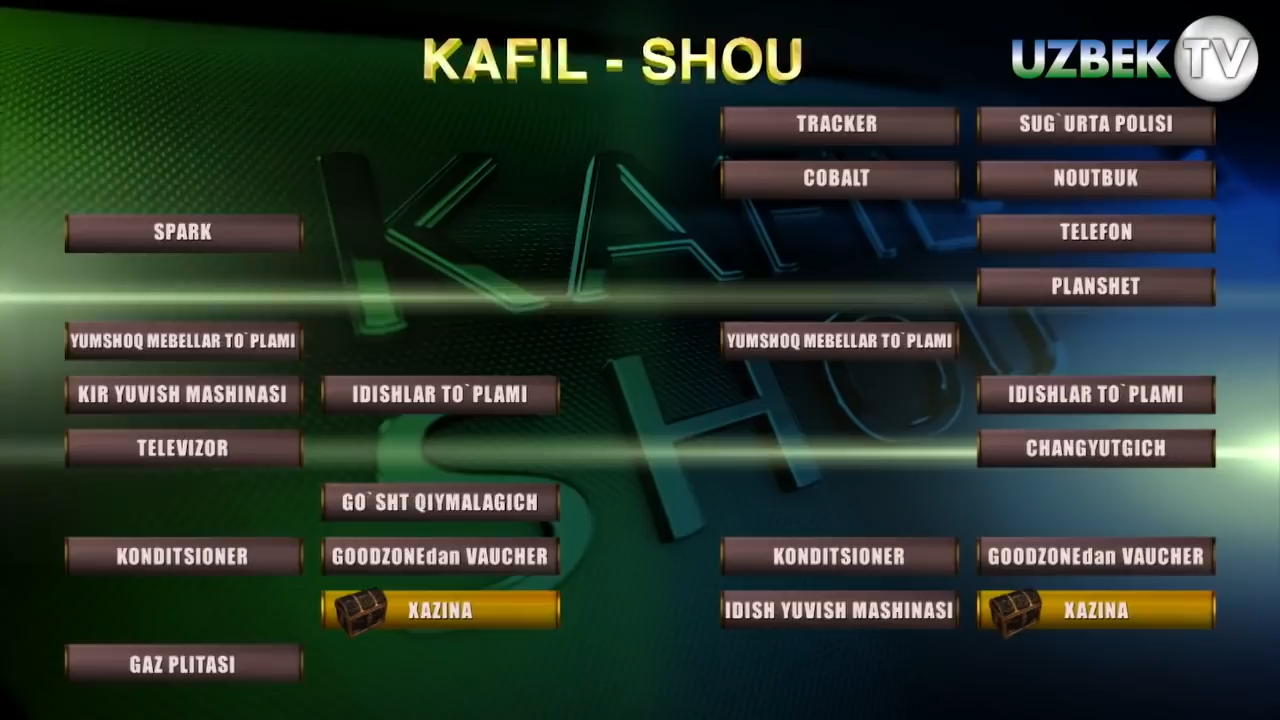 KAFIL - SHOU
UZBEK TV
TRACKER
SUG`URTA POLISI
COBALT
NOUTBUK
SPARK
TELEFON
PLANSHET
YUMSHOQ MEBELLAR TO`PLAMI
YUMSHOQ MEBELLAR TO`PLAMI
KIR YUVISH MASHINASI
IDISHLAR TO`PLAMI
IDISHLAR TO`PLAMI
TELEVIZOR
CHANGYUTGICH
GO`SHT QIYMALAGICH
KONDITSIONER
GOODZONEdan VAUCHER
KONDITSIONER
GOODZONEdan VAUCHER
XAZINA
IDISH YUVISH MASHINASI
XAZINA
GAZ PLITASI
KAFIL
SHOU